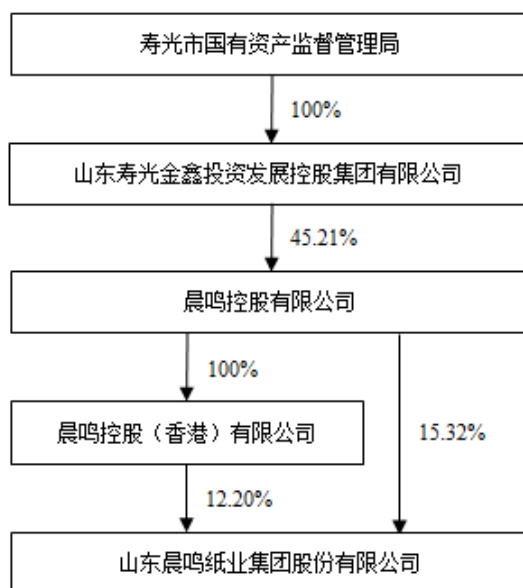 寿光市国有资产监督管理局
100%
山东寿光金鑫投资发展控股集团有限公司
45.21%
晨鸣控股有限公司
100%
晨鸣控股（香港）有限公司
15.32%
12.20%
山东晨鸣纸业集团股份有限公司